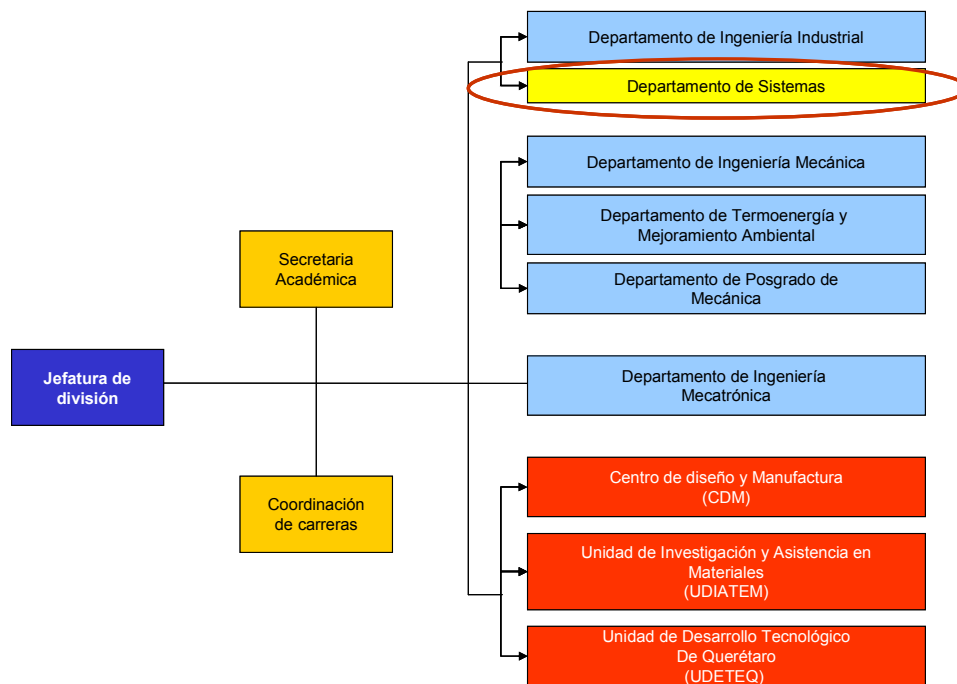 Departamento de Ingeniería Industrial
Departamento de Sistemas
Departamento de Ingeniería Mecánica
Departamento de Termoenergía y
Mejoramiento Ambiental
Departamento de Posgrado de
Mecánica
Secretaria
Académica
Jefatura de
división
Departamento de Ingeniería
Mecatrónica
Coordinación
de carreras
Centro de diseño y Manufactura
(CDM)
Unidad de Investigación y Asistencia en
Materiales
(UDIATEM)
Unidad de Desarrollo Tecnológico
De Querétaro
(UDETEQ)